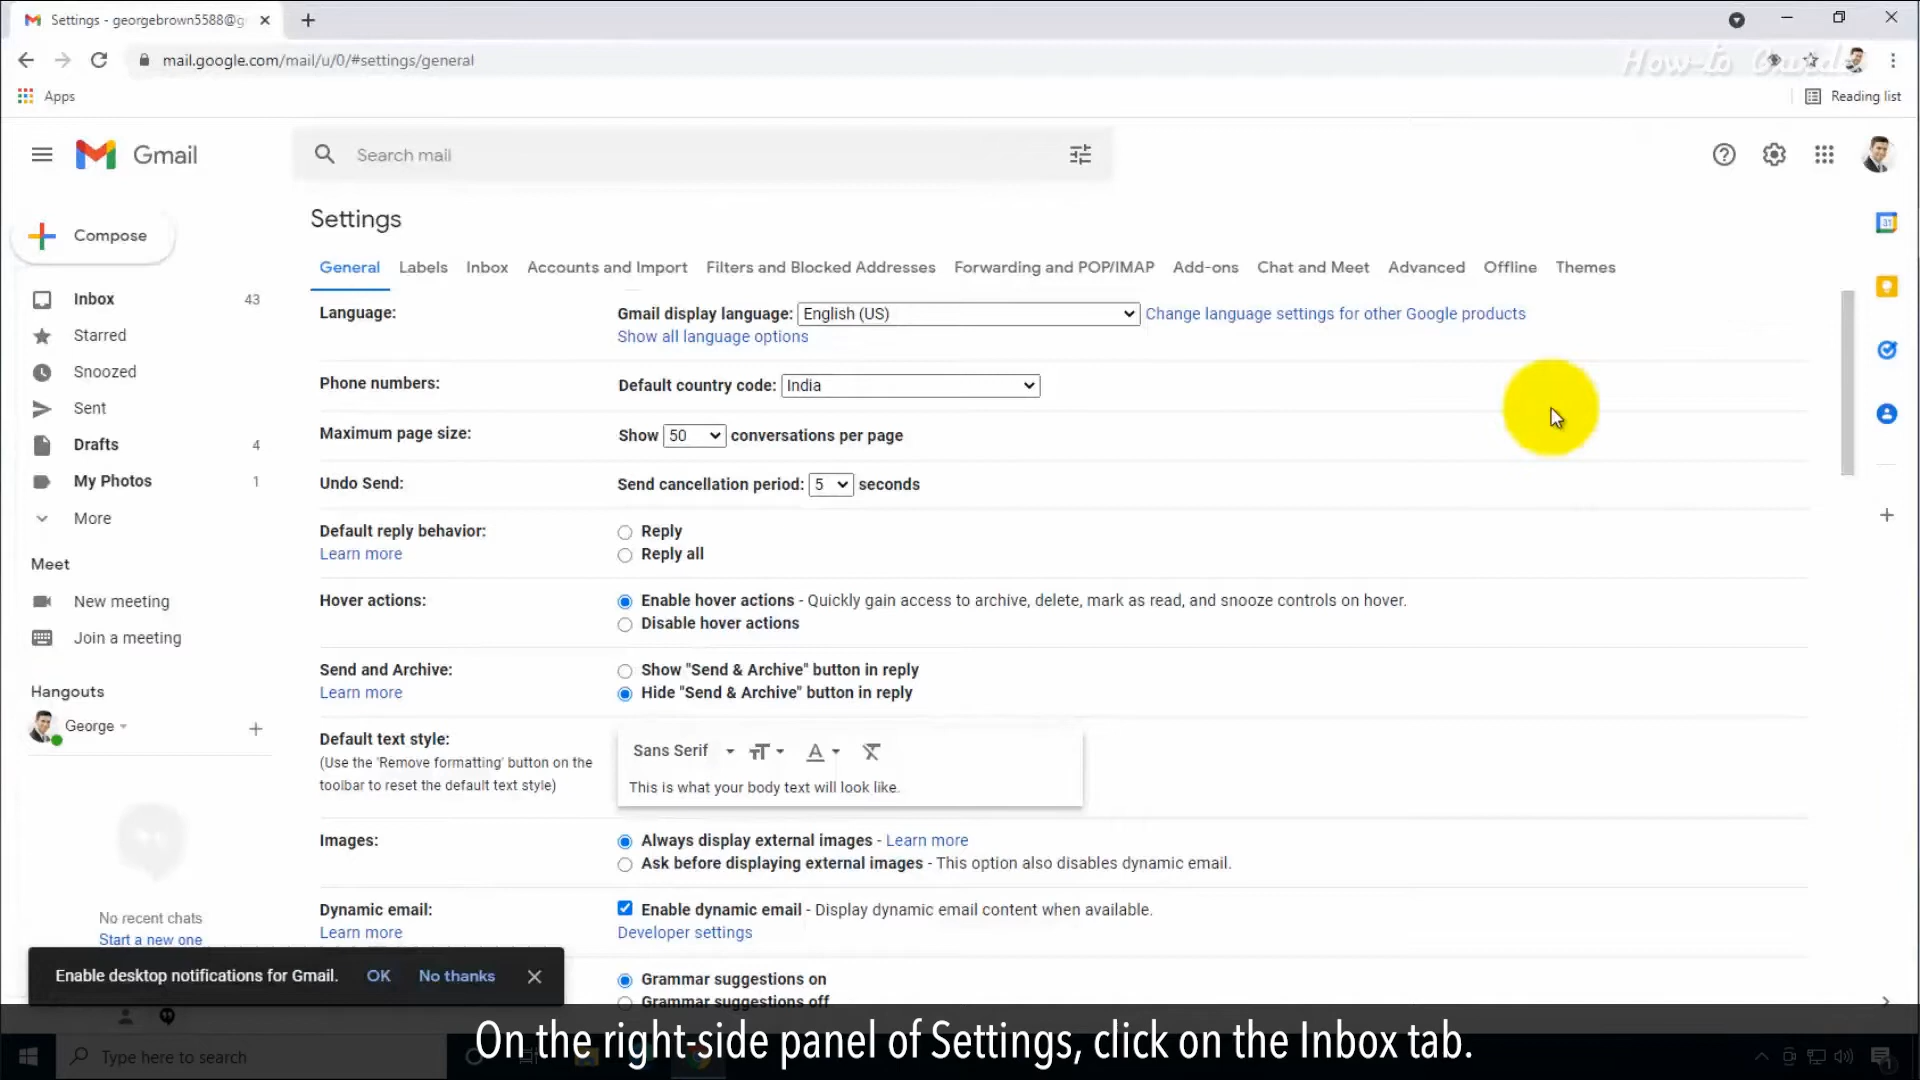 Settings - georgebrown5588@g
mail.google.com/mail/u/0/#settings/general
How-to Guide
Apps
Reading list
Gmail
Search mail
Compose
Settings
General Labels Inbox Accounts and Import Filters and Blocked Addresses Forwarding and POP/IMAP Add-ons Chat and Meet Advanced Offline Themes
Inbox 43
Starred
Snoozed
Sent
Drafts 4
My Photos 1
More
Meet
New meeting
Join a meeting
Hangouts
George
No recent chats
Start a new one
Language: Gmail display language: English (US) Change language settings for other Google products
Show all language options
Phone numbers: Default country code: India
Maximum page size: Show 50 conversations per page
Undo Send: Send cancellation period: 5 seconds
Default reply behavior: Reply
Learn more Reply all
Hover actions: Enable hover actions - Quickly gain access to archive, delete, mark as read, and snooze controls on hover.
Disable hover actions
Send and Archive: Show "Send & Archive" button in reply
Learn more Hide "Send & Archive" button in reply
Default text style: Sans Serif
(Use the 'Remove formatting' button on the
toolbar to reset the default text style) This is what your body text will look like.
Images: Always display external images - Learn more
Ask before displaying external images - This option also disables dynamic email.
Dynamic email: Enable dynamic email - Display dynamic email content when available.
Learn more Developer settings
Grammar suggestions on
Grammar suggestions off
Enable desktop notifications for Gmail. OK No thanks
On the right-side panel of Settings, click on the Inbox tab.
Type here to search
31